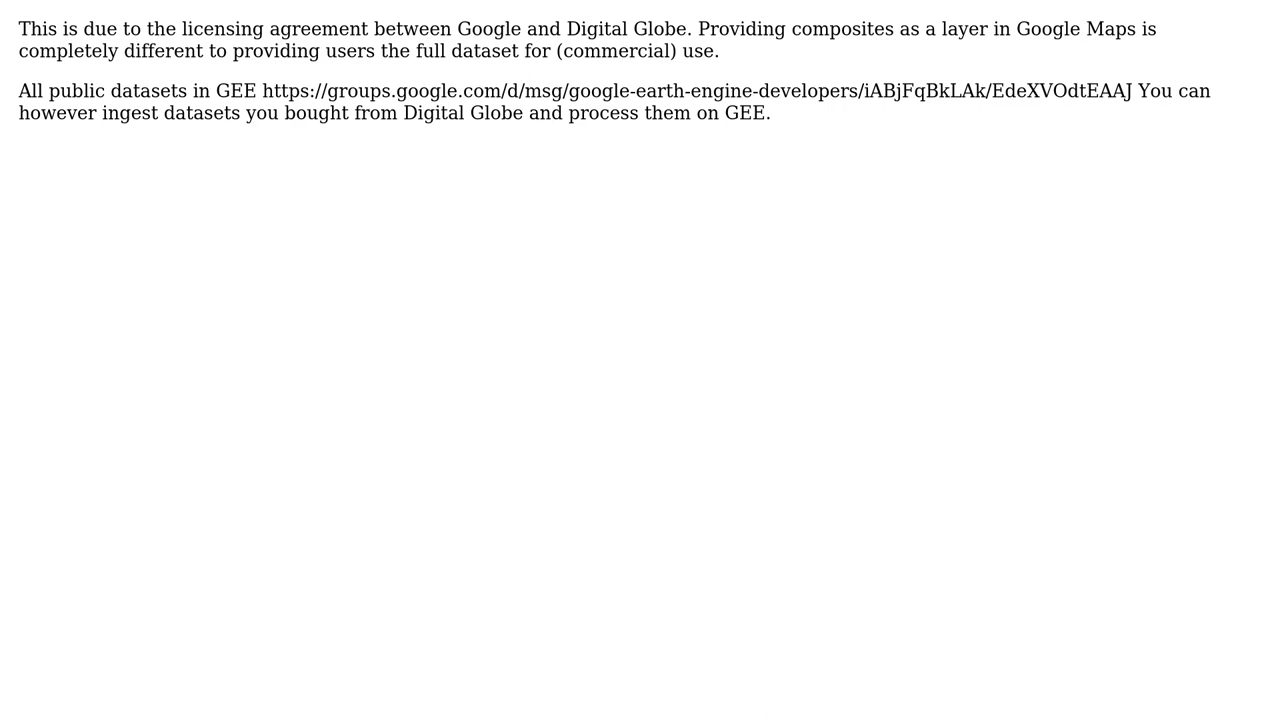 This is due to the licensing agreement between Google and Digital Globe. Providing composites as a layer in Google Maps is
completely different to providing users the full dataset for (commercial) use.
All public datasets in GEE https://groups.google.com/d/msg/google-earth-engine-developers/iABjFqBkLAk/EdeXVOdtEAAJ You can
however ingest datasets you bought from Digital Globe and process them on GEE.